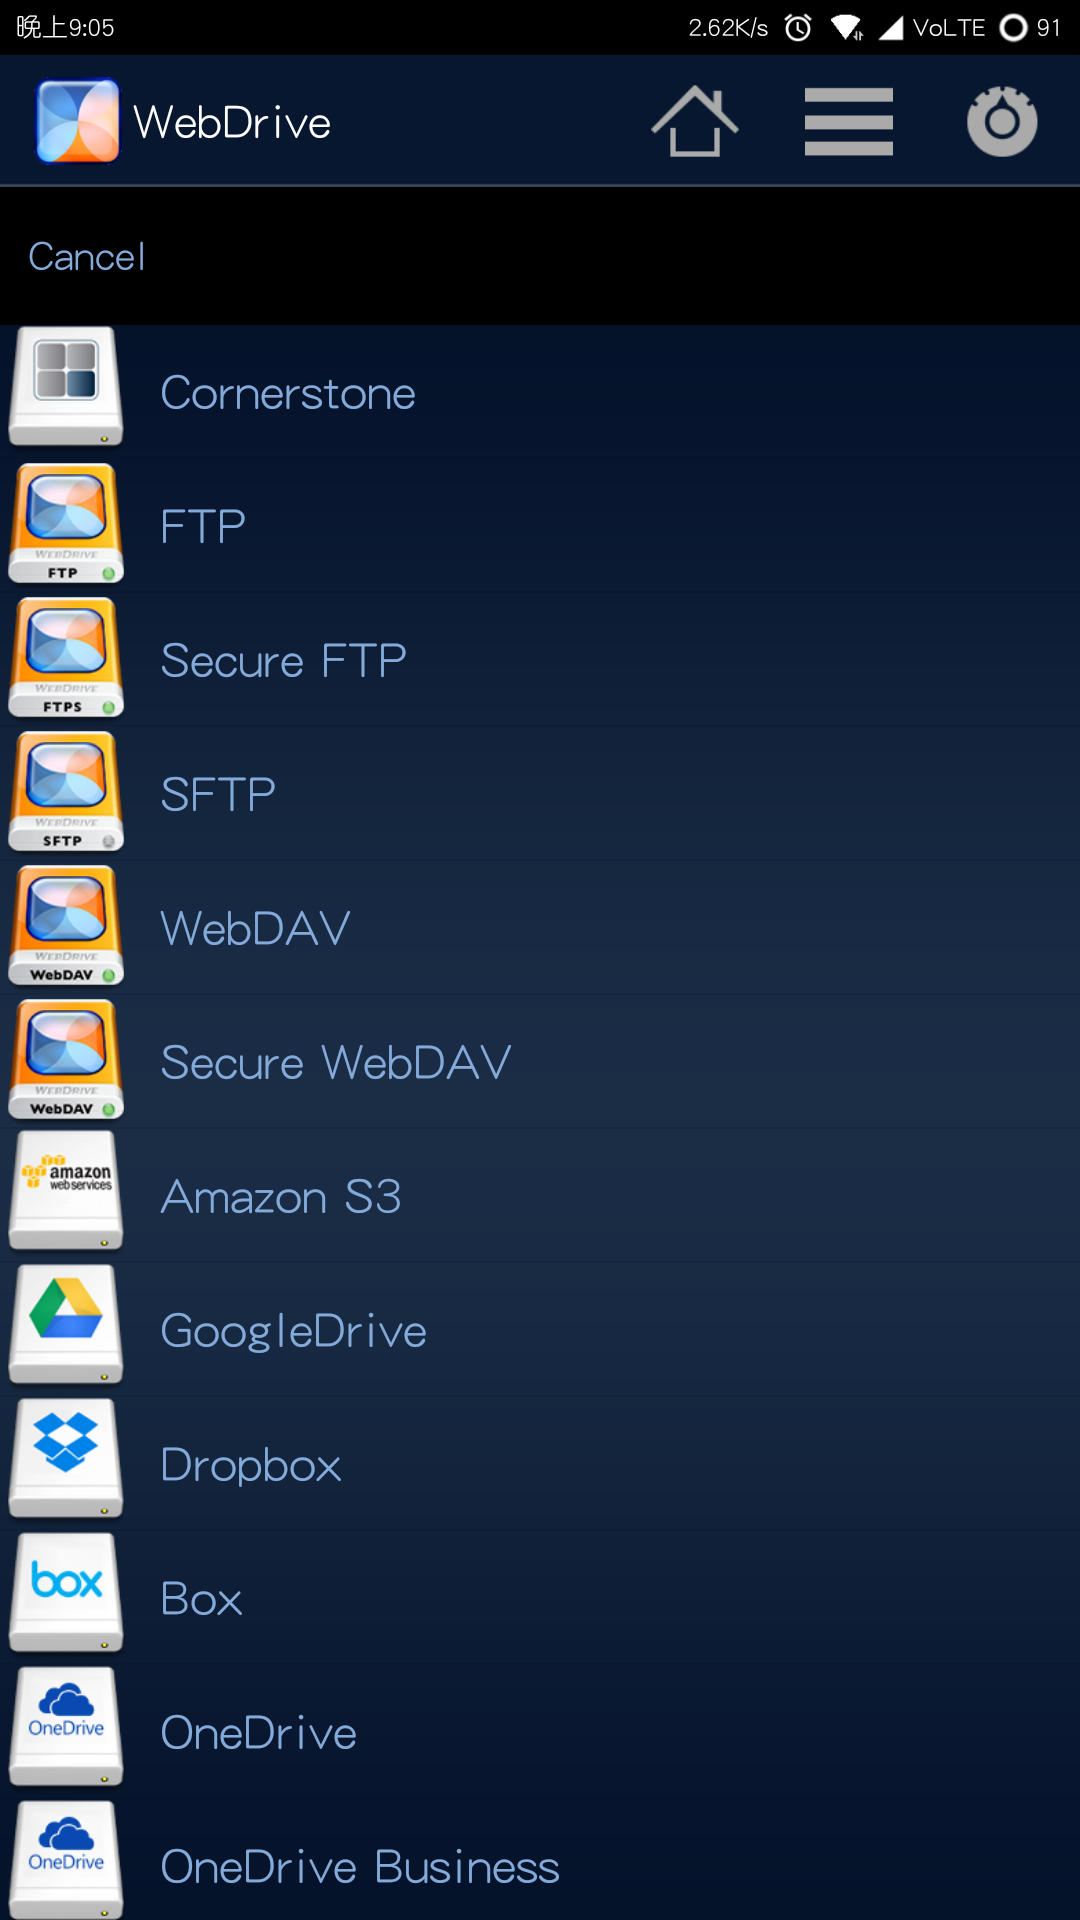 晚上9:05 2.62K/s VoLTE 91
WebDrive
Cancel
Cornerstone
WEBDRIVE
FTP
FTP
WEBDRIVE
FTPS
Secure FTP
WEBDRIVE
SFTP
SFTP
WEBDRIVE
WebDAV
WebDAV
WEBDRIVE
WebDAV
Secure WebDAV
amazon
webservices
Amazon S3
GoogleDrive
Dropbox
box
Box
OneDrive
OneDrive
OneDrive
OneDrive Business